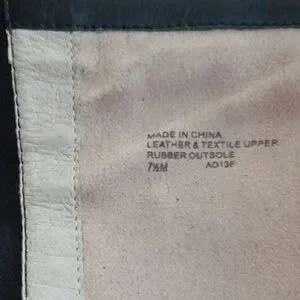 MADE IN CHINA
LEATHER & TEXTILE UPPER
RUBBER OUTSOLE
7½M AD13F